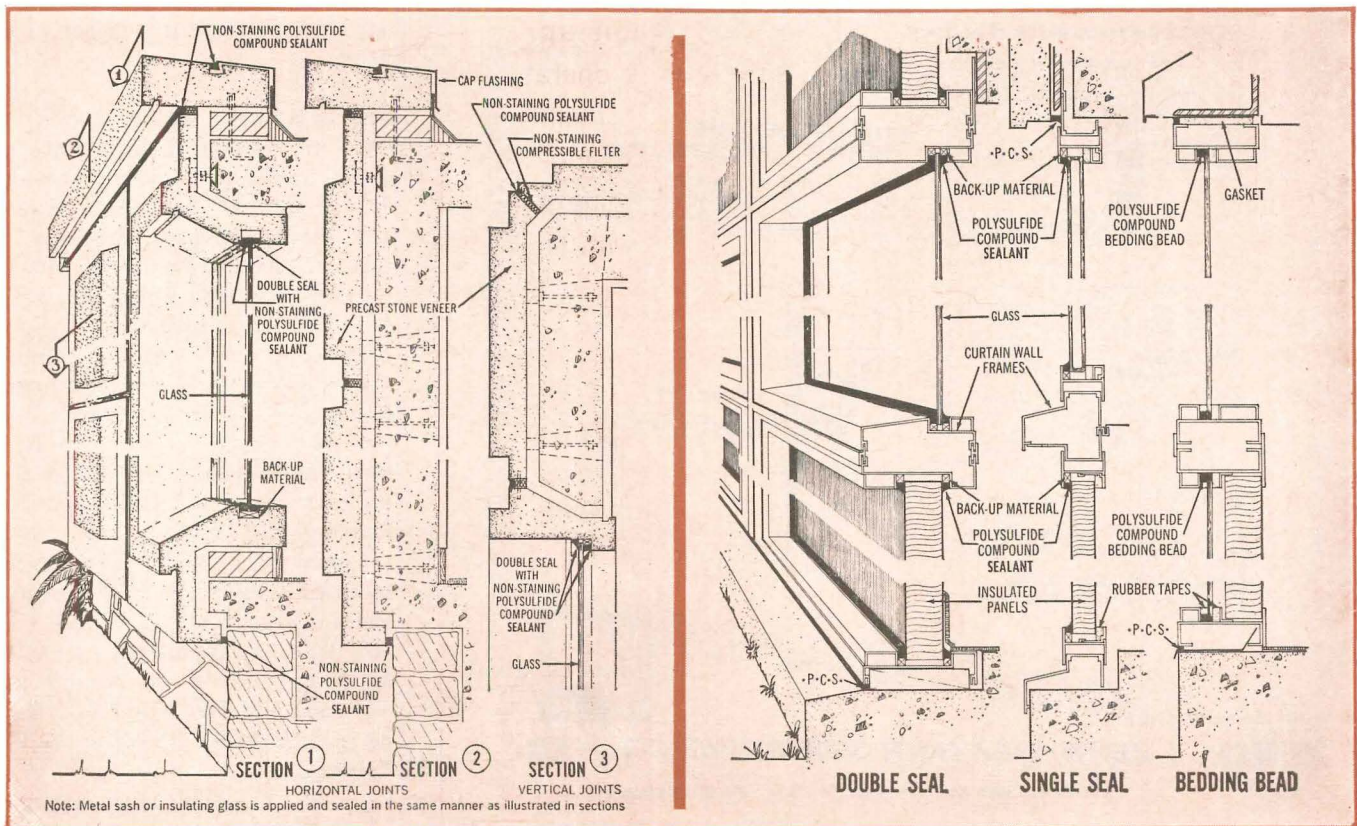 NON-STAINING POLYSULFIDE
COMPOUND SEALANT
1
2
3
CAP FLASHING
NON-STAINING POLYSULFIDE
COMPOUND SEALANT
NON-STAINING
COMPRESSIBLE FILTER
DOUBLE SEAL
WITH
NON-STAINING
POLYSULFIDE
COMPOUND
SEALANT
PRECAST STONE VENEER
GLASS
BACK-UP
MATERIAL
DOUBLE SEAL
WITH
NON-STAINING
POLYSULFIDE
COMPOUND
SEALANT
GLASS
NON-STAINING
POLYSULFIDE
COMPOUND
SEALANT
SECTION 1
SECTION 2
HORIZONTAL JOINTS
SECTION 3
VERTICAL JOINTS
Note: Metal sash or insulating glass is applied and sealed in the same manner as illustrated in sections
•P•C•S•
BACK-UP MATERIAL
POLYSULFIDE
COMPOUND
SEALANT
POLYSULFIDE
COMPOUND
BEDDING BEAD
GASKET
GLASS
CURTAIN WALL
FRAMES
BACK-UP MATERIAL
POLYSULFIDE
COMPOUND
SEALANT
POLYSULFIDE
COMPOUND
BEDDING BEAD
INSULATED
PANELS
RUBBER TAPES
•P•C•S•
•P•C•S•
DOUBLE SEAL
SINGLE SEAL
BEDDING BEAD